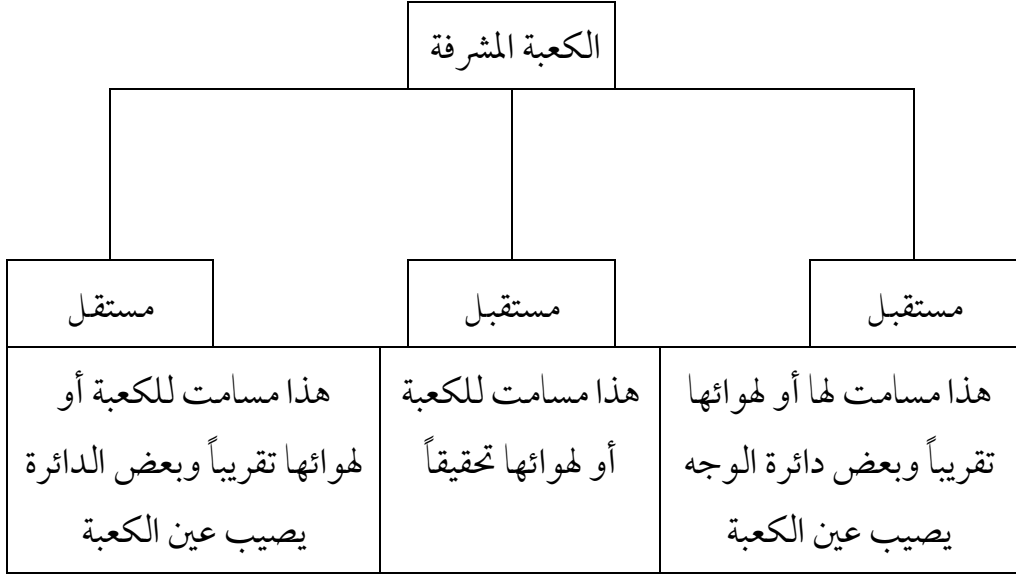 الكعبة المشرفة
مستقبل
مستقبل
مستقل
هذا مسامت لها أو لهوائها
تقريباً وبعض دائرة الوجه
يصيب عين الكعبة
هذا مسامت للكعبة
أو لهوائها تحقيقاً
هذا مسامت للكعبة أو
لهوائها تقريباً وبعض الدائرة
يصيب عين الكعبة